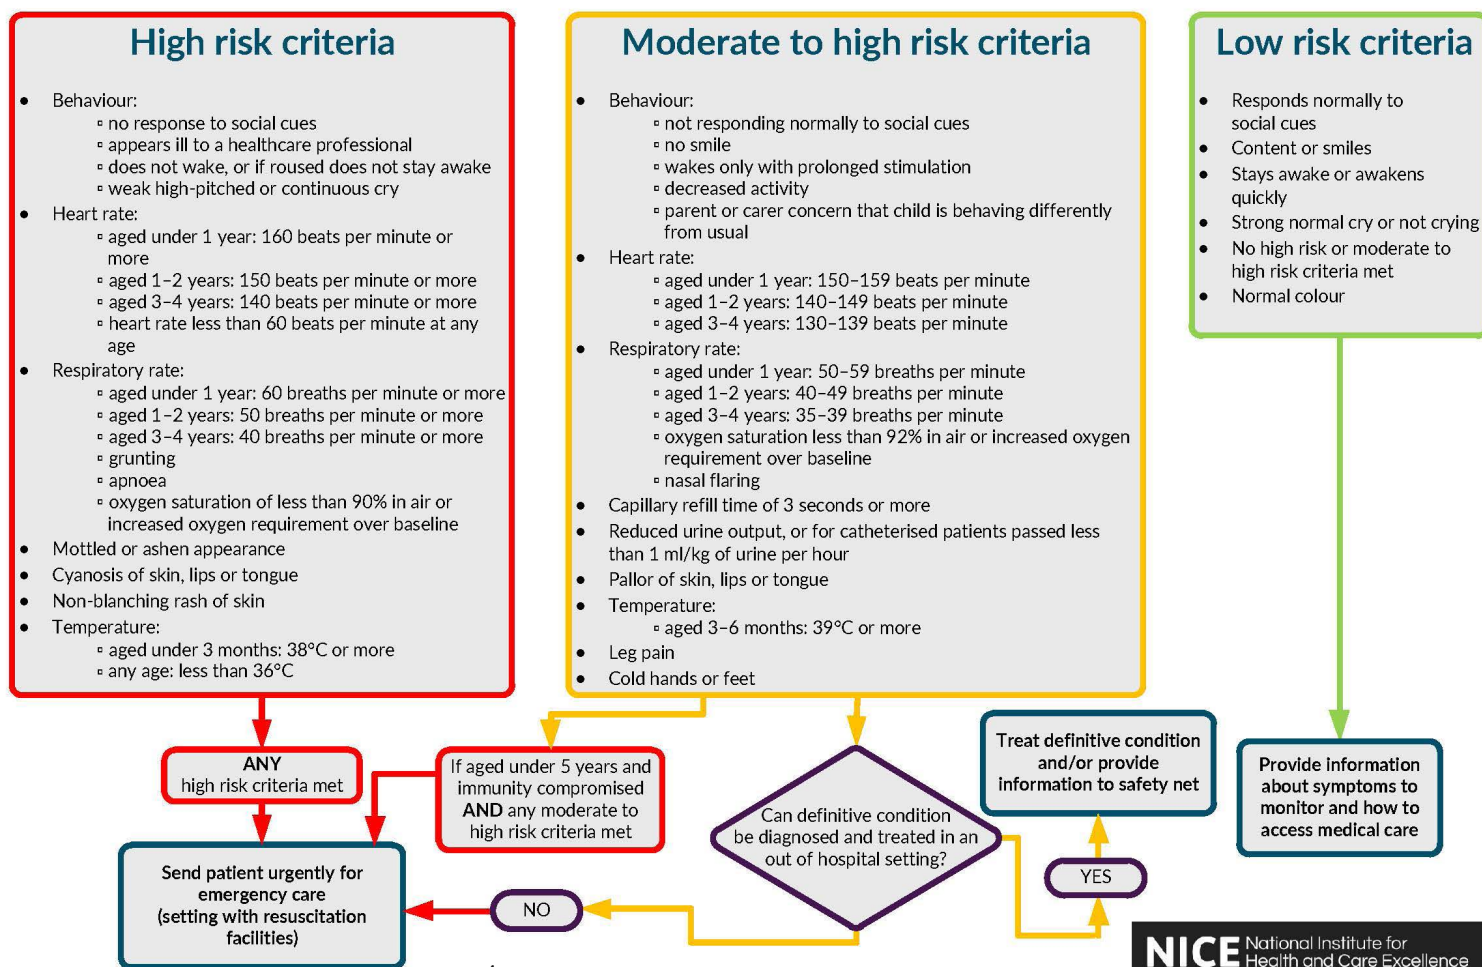 High risk criteria
● Behaviour:
▫ no response to social cues
▫ appears ill to a healthcare professional
▫ does not wake, or if roused does not stay awake
▫ weak high-pitched or continuous cry
● Heart rate:
▫ aged under 1 year: 160 beats per minute or
more
▫ aged 1–2 years: 150 beats per minute or more
▫ aged 3–4 years: 140 beats per minute or more
▫ heart rate less than 60 beats per minute at any
age
● Respiratory rate:
▫ aged under 1 year: 60 breaths per minute or more
▫ aged 1–2 years: 50 breaths per minute or more
▫ aged 3–4 years: 40 breaths per minute or more
▫ grunting
▫ apnoea
▫ oxygen saturation of less than 90% in air or
increased oxygen requirement over baseline
● Mottled or ashen appearance
● Cyanosis of skin, lips or tongue
● Non-blanching rash of skin
● Temperature:
▫ aged under 3 months: 38°C or more
▫ any age: less than 36°C
Moderate to high risk criteria
● Behaviour:
▫ not responding normally to social cues
▫ no smile
▫ wakes only with prolonged stimulation
▫ decreased activity
▫ parent or carer concern that child is behaving differently
from usual
● Heart rate:
▫ aged under 1 year: 150–159 beats per minute
▫ aged 1–2 years: 140–149 beats per minute
▫ aged 3–4 years: 130–139 beats per minute
● Respiratory rate:
▫ aged under 1 year: 50–59 breaths per minute
▫ aged 1–2 years: 40–49 breaths per minute
▫ aged 3–4 years: 35–39 breaths per minute
▫ oxygen saturation less than 92% in air or increased oxygen
requirement over baseline
▫ nasal flaring
● Capillary refill time of 3 seconds or more
● Reduced urine output, or for catheterised patients passed less
than 1 ml/kg of urine per hour
● Pallor of skin, lips or tongue
● Temperature:
▫ aged 3–6 months: 39°C or more
● Leg pain
● Cold hands or feet
Low risk criteria
● Responds normally to
social cues
● Content or smiles
● Stays awake or awakens
quickly
● Strong normal cry or not crying
● No high risk or moderate to
high risk criteria met
● Normal colour
ANY
high risk criteria met
If aged under 5 years and
immunity compromised
AND any moderate to
high risk criteria met
Can definitive condition
be diagnosed and treated in an
out of hospital setting?
Treat definitive condition
and/or provide
information to safety net
Provide information
about symptoms to
monitor and how to
access medical care
Send patient urgently for
emergency care
(setting with resuscitation
facilities)
NO
YES
NICE National Institute for
Health and Care Excellence